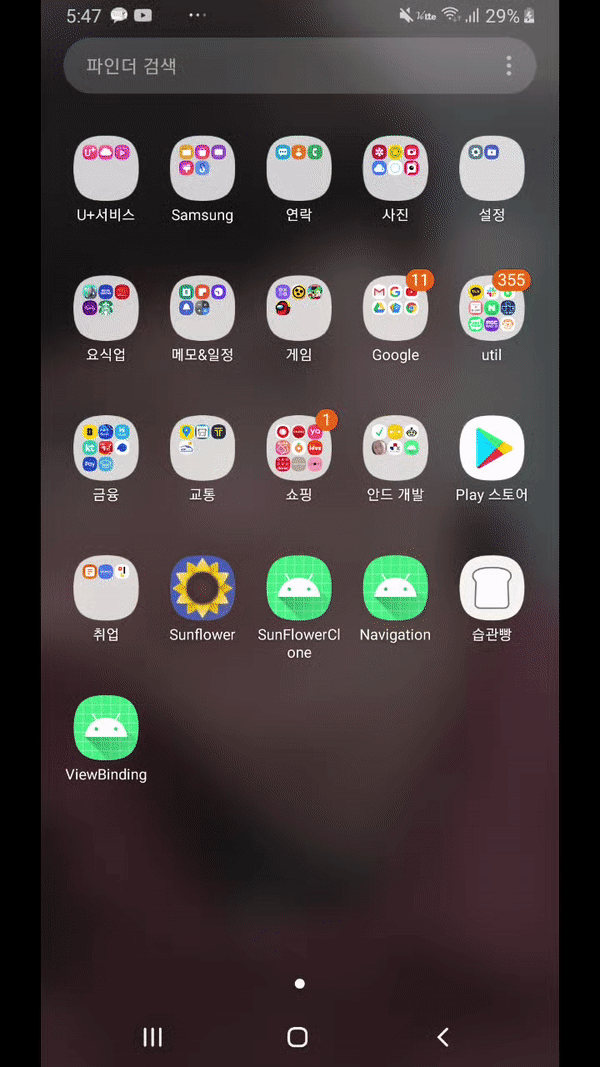 5:47
29%
파인더 검색
U+서비스
Samsung
연락
사진
설정
11
355
요식업
메모&일정
게임
Google
util
1
금융
교통
쇼핑
안드 개발
Play 스토어
취업
Sunflower
SunFlowerCl
one
Navigation
습관빵
ViewBinding